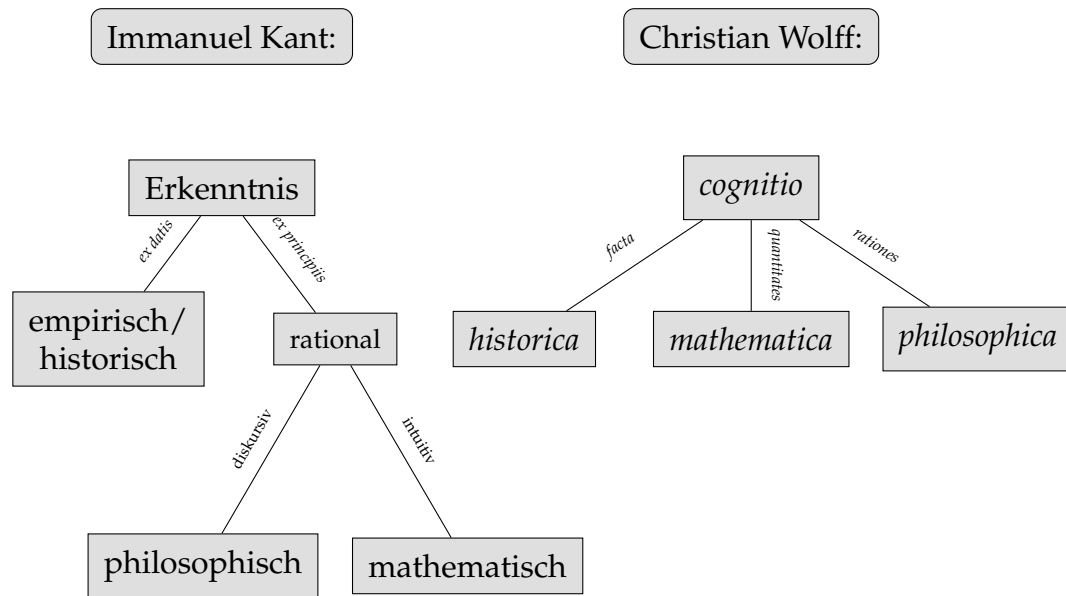 Immanuel Kant:
Christian Wolff:
Erkenntnis
ex datis
ex principiis
empirisch/
historisch
rational
diskursiv
intuitiv
philosophisch
mathematisch
cognitio
facta
quantitates
rationes
historica
mathematica
philosophica